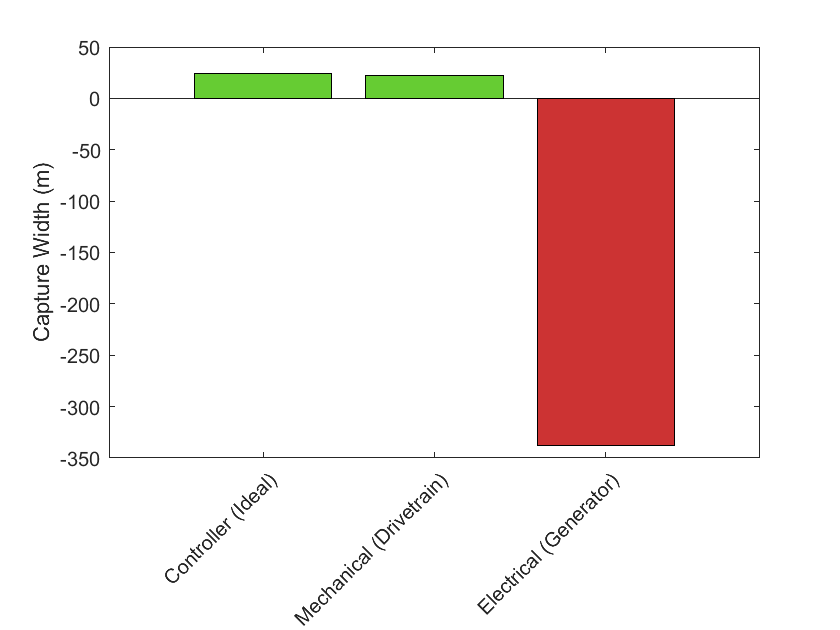 50
0
-50
-100
-150
-200
-250
-300
-350
Capture Width (m)
Controller (Ideal)
Mechanical (Drivetrain)
Electrical (Generator)